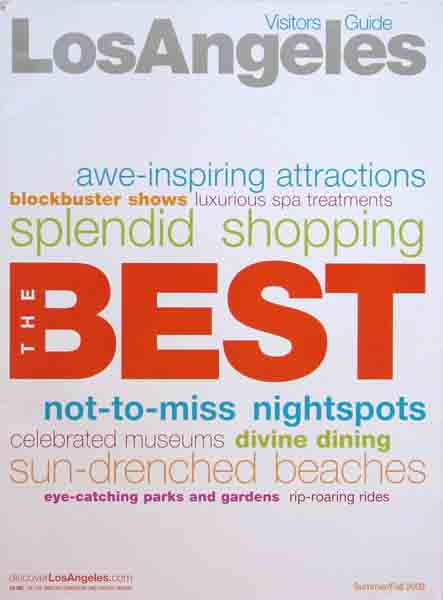 Visitors Guide
LosAngeles
awe-inspiring attractions
blockbuster shows luxurious spa treatments
splendid shopping
THE BEST
not-to-miss nightspots
celebrated museums divine dining
sun-drenched beaches
eye-catching parks and gardens rip-roaring rides
discoverLosAngeles.com
Summer/Fall